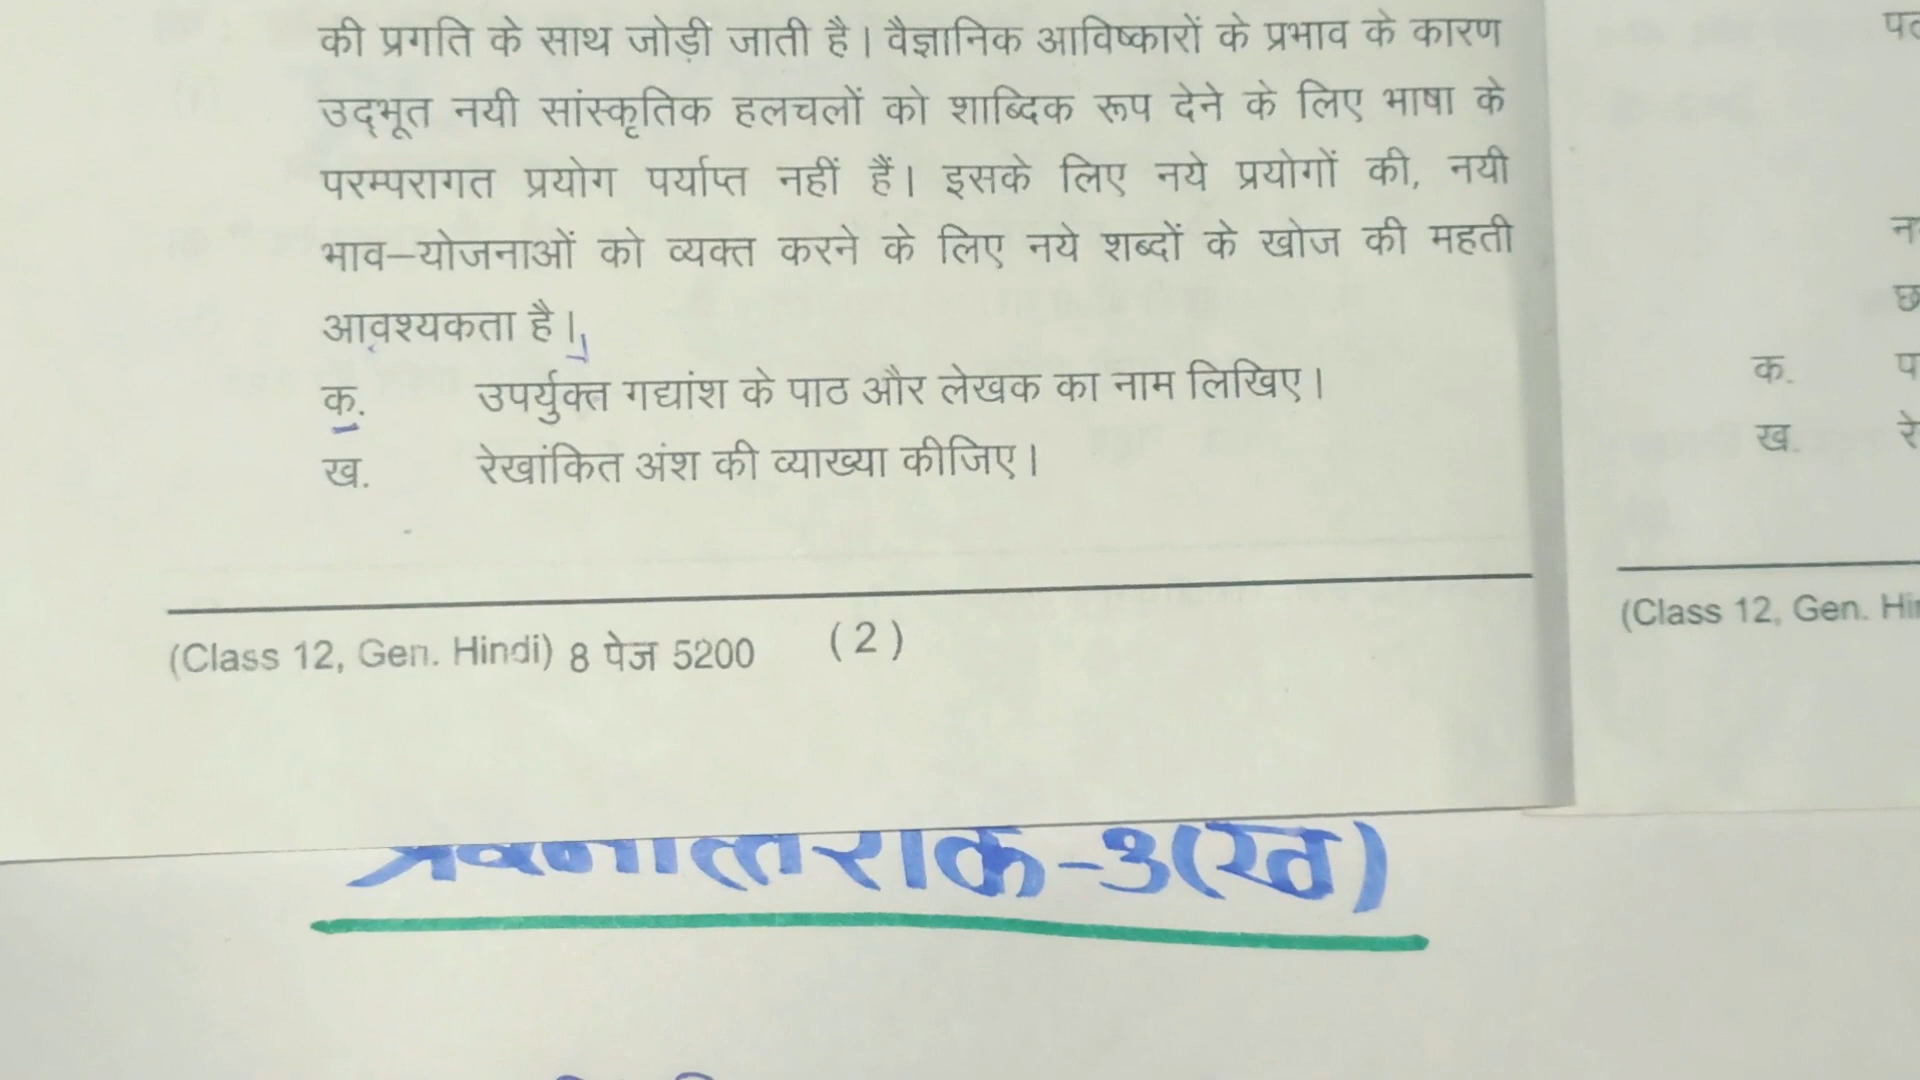 की प्रगति के साथ जोड़ी जाती है। वैज्ञानिक आविष्कारों के प्रभाव के कारण
उद्भूत नयी सांस्कृतिक हलचलों को शाब्दिक रूप देने के लिए भाषा के
परम्परागत प्रयोग पर्याप्त नहीं हैं। इसके लिए नये प्रयोगों की, नयी
भाव–योजनाओं को व्यक्त करने के लिए नये शब्दों के खोज की महती
आवश्यकता है।
क. उपर्युक्त गद्यांश के पाठ और लेखक का नाम लिखिए।
ख. रेखांकित अंश की व्याख्या कीजिए।
(Class 12, Gen. Hindi) 8 पेज 5200 (2)
-3(ख)
क.
ख.
(Class 12, Gen.